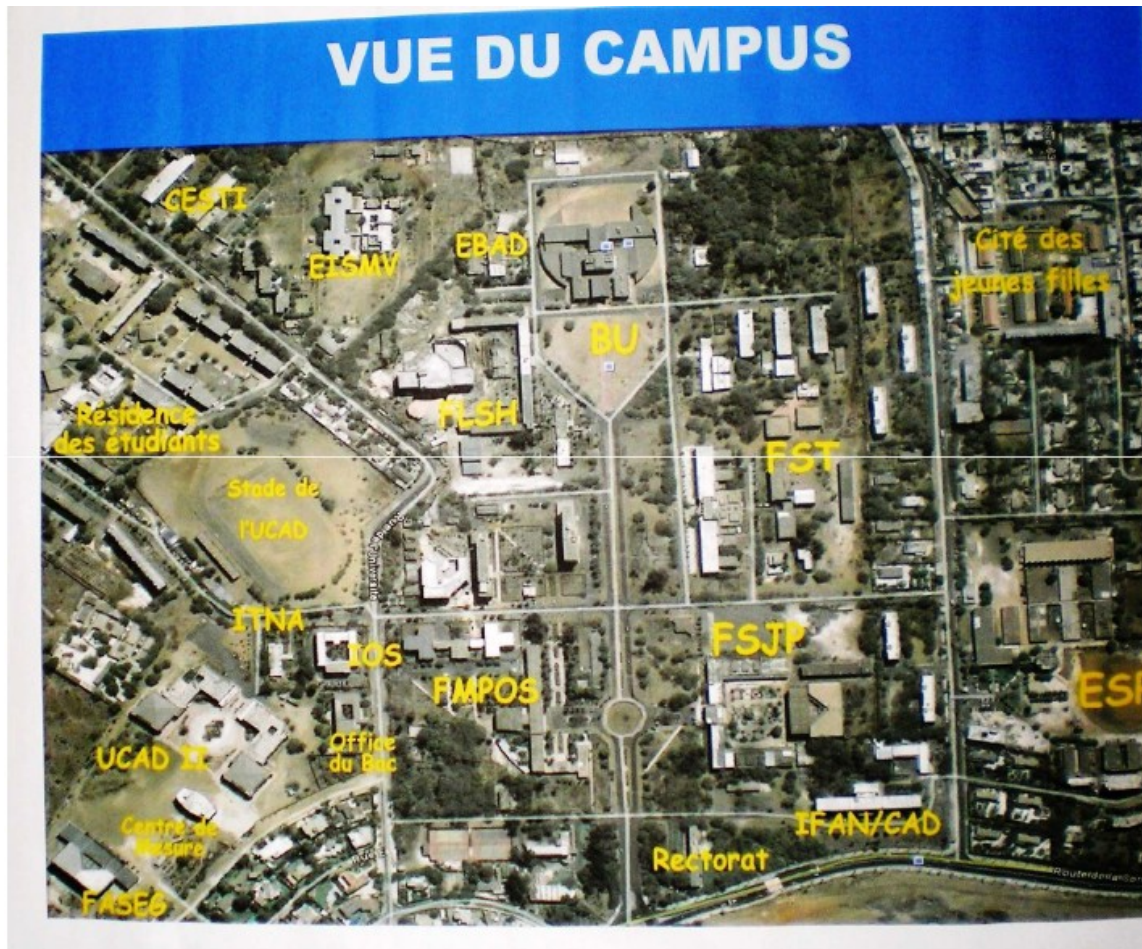 VUE DU CAMPUS
CESTI
EISMV
EBAD
Cité des
jeunes filles
BU
Résidence
des étudiants
FLSH
FST
Stade de
l'UCAD
ITNA
IOS
FSJP
FMPOS
ESP
UCAD II
Office
du Bac
Centre de
Mesure
IFAN/CAD
Rectorat
FASEG